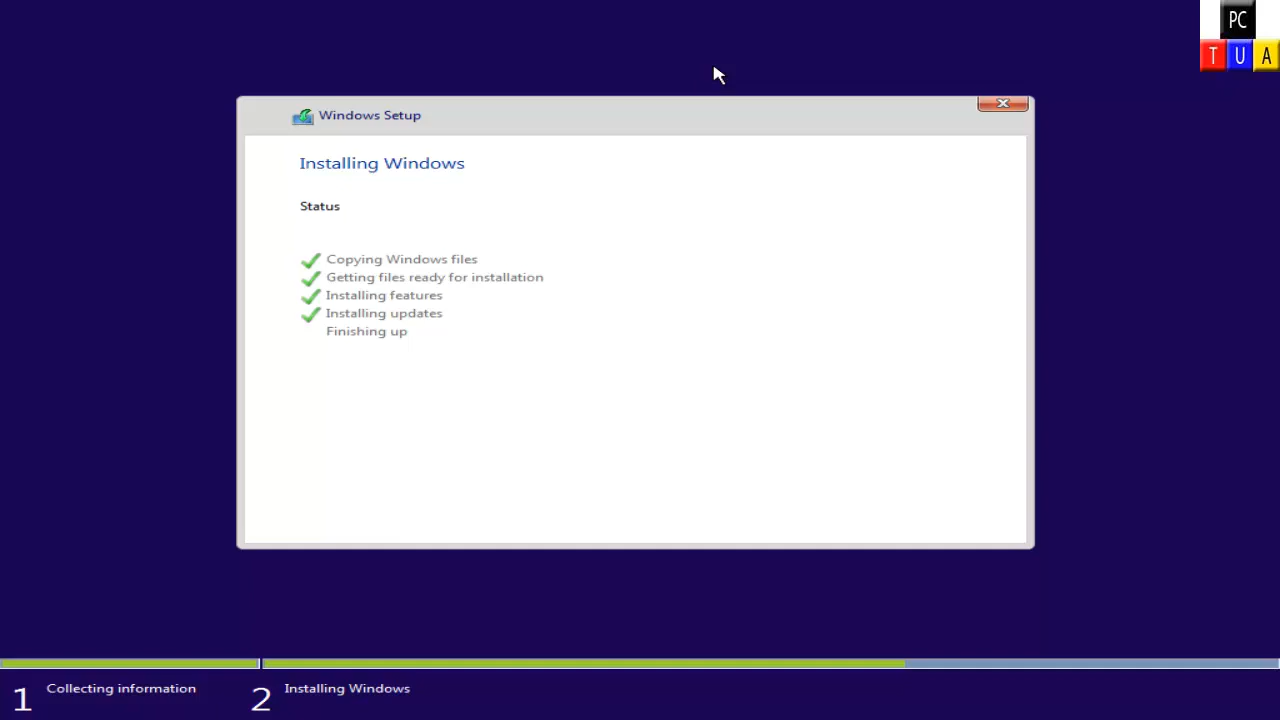 PC
T U A
Windows Setup
Installing Windows
Status
Copying Windows files
Getting files ready for installation
Installing features
Installing updates
Finishing up
1 Collecting information
2 Installing Windows